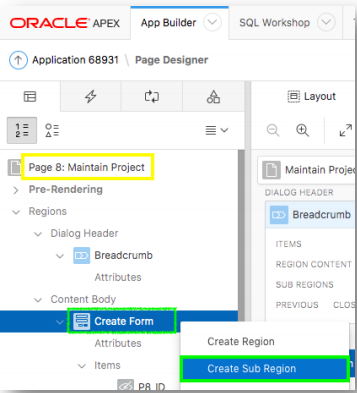 ORACLE APEX App Builder SQL Workshop
Application 68931 \ Page Designer
Layout
Page 8: Maintain Project
Maintain Projec
Pre-Rendering
DIALOG HEADER
Regions
Breadcrumb
Dialog Header
Breadcrumb
ITEMS
Attributes
REGION CONTENT
SUB REGIONS
Content Body
PREVIOUS CLOS
Create Form
Attributes
Create Region
Items
Create Sub Region
P8_ID